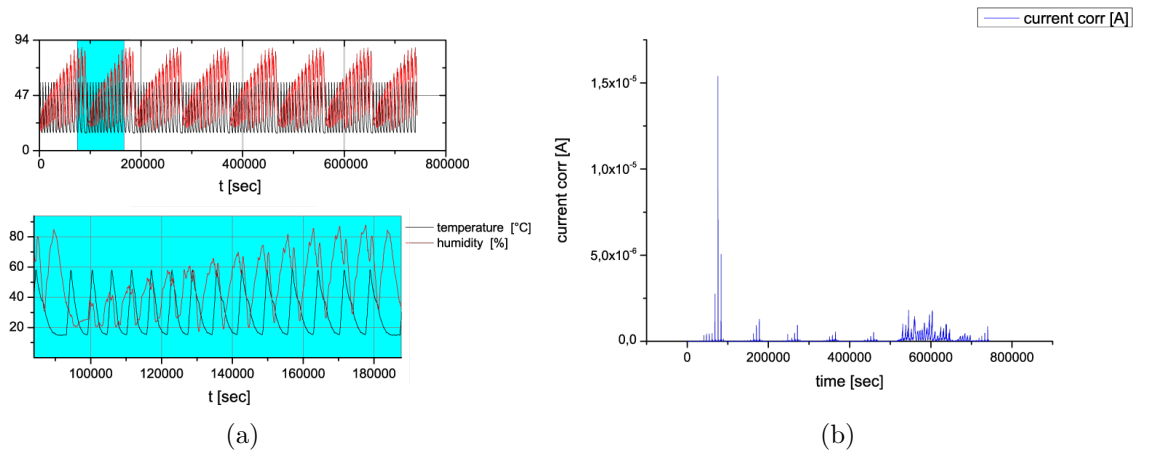 94
47
0
0 200000 400000 600000 800000
t [sec]
80
60
40
20
temperature [°C]
humidity [%]
100000 120000 140000 160000 180000
t [sec]
(a)
current corr [A]
1,5x10⁻⁵
1,0x10⁻⁵
5,0x10⁻⁶
0,0
current corr [A]
0 200000 400000 600000 800000
time [sec]
(b)